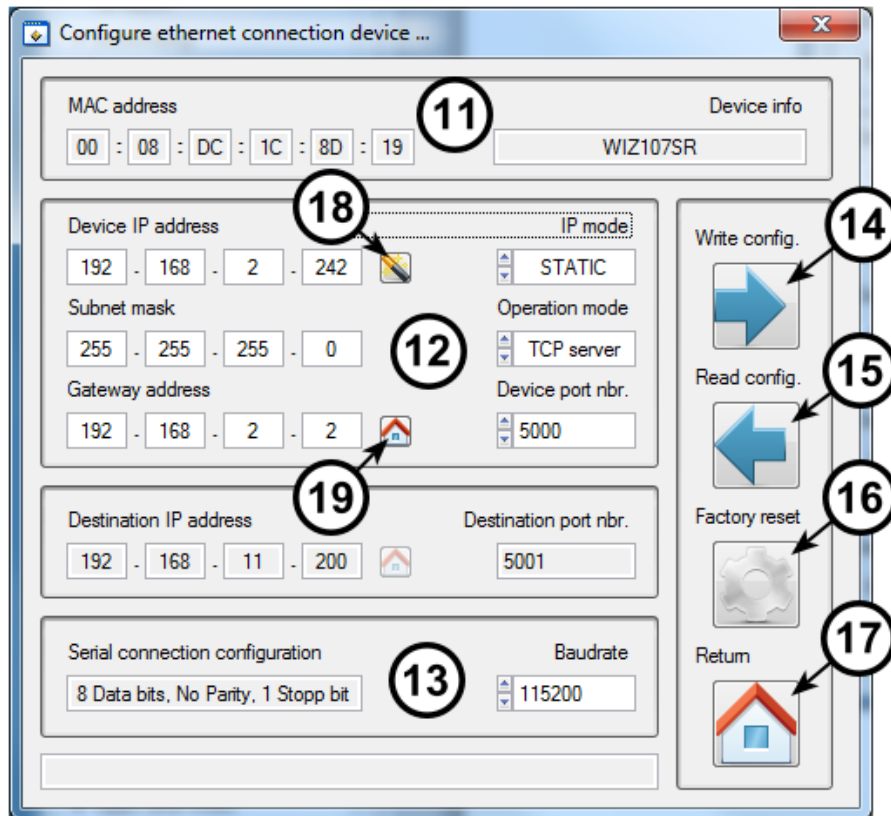 Configure ethernet connection device ...
MAC address
11
Device info
00 : 08 : DC : 1C : 8D : 19
WIZ107SR
18
Device IP address
IP mode
192 . 168 . 2 . 242
STATIC
Subnet mask
12
Operation mode
255 . 255 . 255 . 0
TCP server
Gateway address
Device port nbr.
192 . 168 . 2 . 2
5000
19
Destination IP address
Destination port nbr.
192 . 168 . 11 . 200
5001
Serial connection configuration
13
Baudrate
8 Data bits, No Parity, 1 Stopp bit
115200
Write config.
14
Read config.
15
Factory reset
16
Return
17